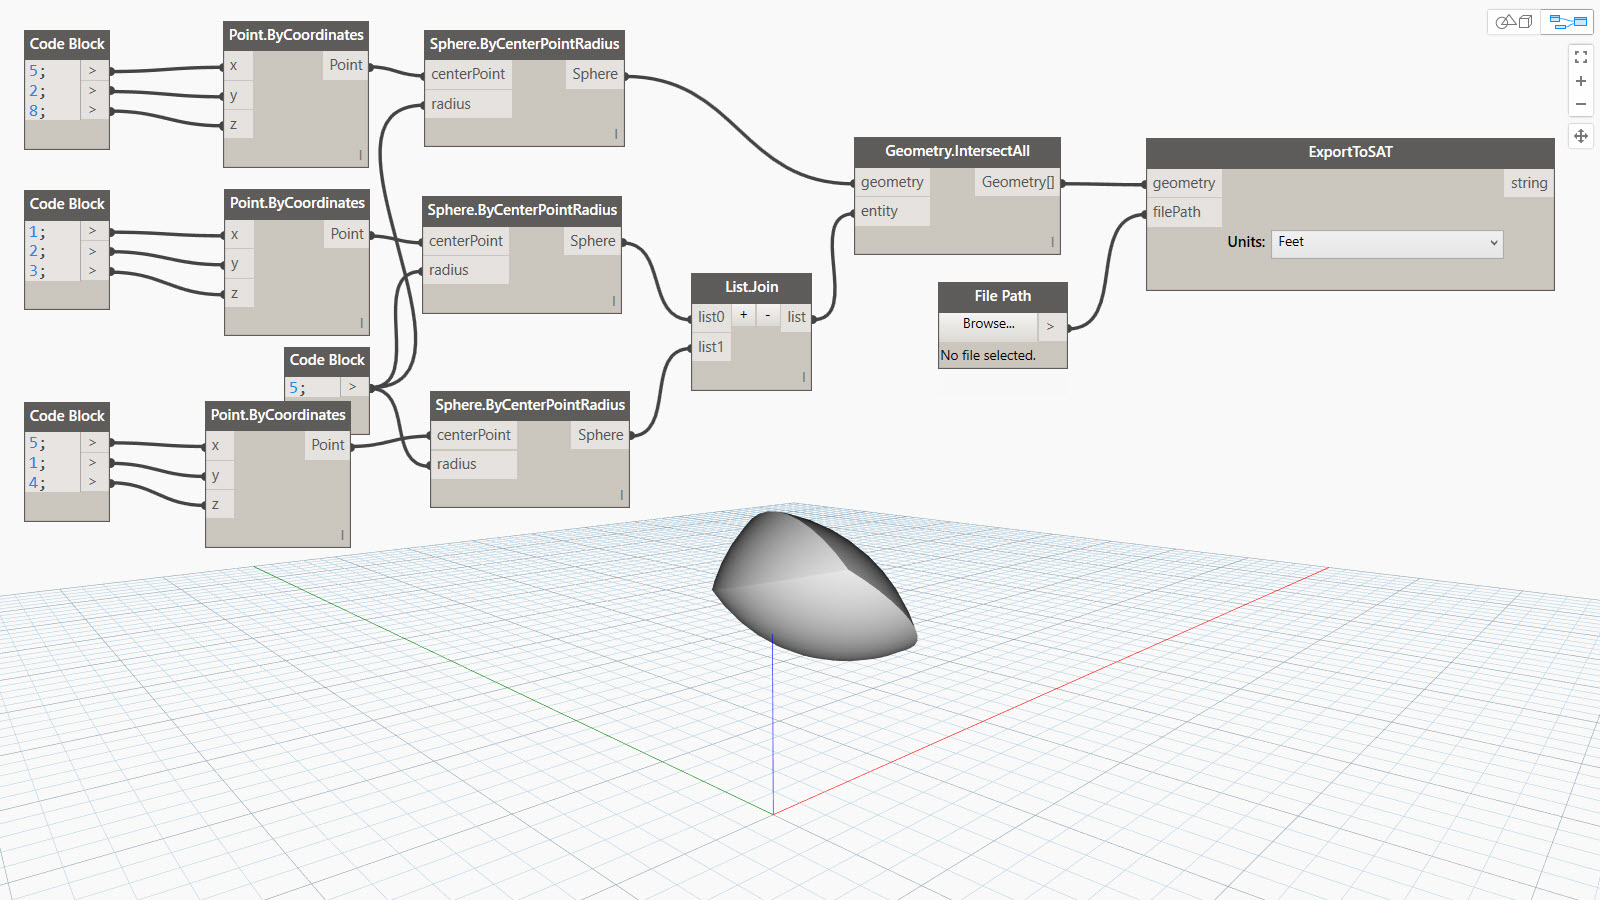 Code Block
5; >
2; >
8; >
Point.ByCoordinates
x Point
y
z
Sphere.ByCenterPointRadius
centerPoint Sphere
radius
Code Block
1; >
2; >
3; >
Point.ByCoordinates
x Point
y
z
Sphere.ByCenterPointRadius
centerPoint Sphere
radius
Code Block
5; >
Code Block
5; >
1; >
4; >
Point.ByCoordinates
x Point
y
z
Sphere.ByCenterPointRadius
centerPoint Sphere
radius
List.Join
list0 + - list
list1
Geometry.IntersectAll
geometry Geometry[]
entity
File Path
Browse... >
No file selected.
ExportToSAT
geometry string
filePath
Units: Feet